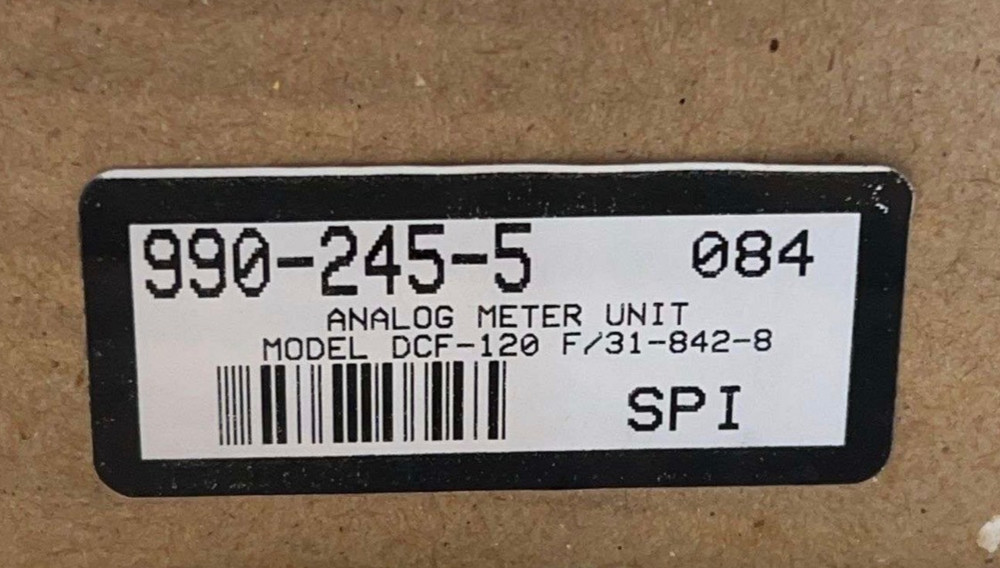 990-245-5 084
ANALOG METER UNIT
MODEL DCF-120 F/31-842-8
SPI